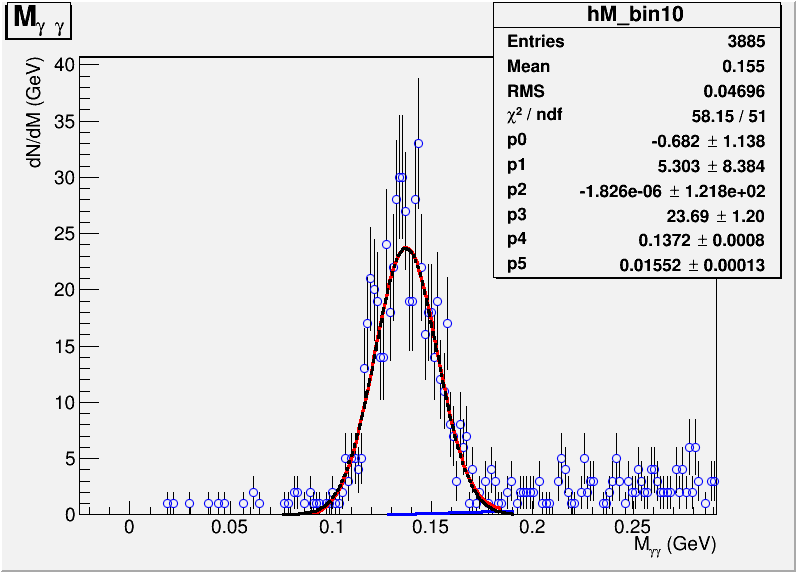 M γ γ
hM_bin10
Entries 3885
Mean 0.155
RMS 0.04696
χ² / ndf 58.15 / 51
p0 -0.682 ± 1.138
p1 5.303 ± 8.384
p2 -1.826e-06 ± 1.218e+02
p3 23.69 ± 1.20
p4 0.1372 ± 0.0008
p5 0.01552 ± 0.00013
dN/dM (GeV)
40
35
30
25
20
15
10
5
0
0 0.05 0.1 0.15 0.2 0.25
Mγγ (GeV)